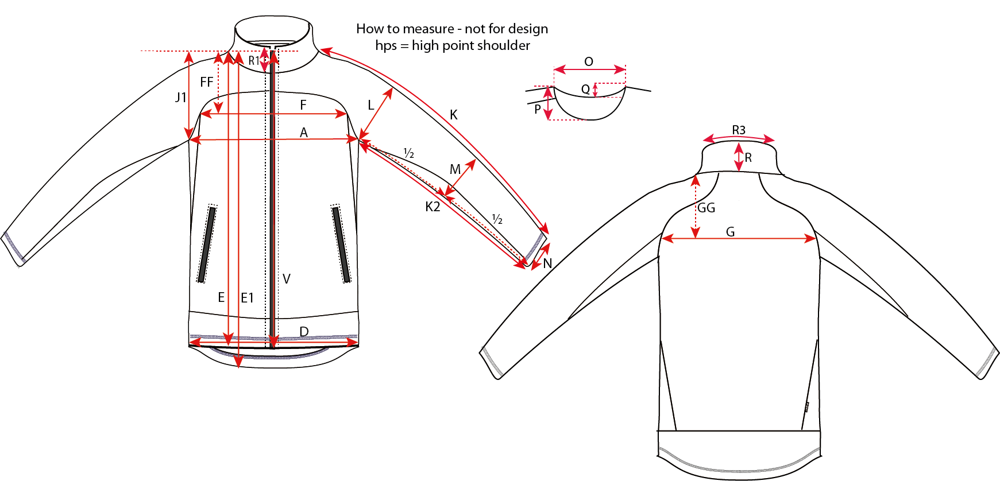 How to measure - not for design
hps = high point shoulder
R1
FF
J1
F
A
L
K
½
M
K2
½
N
V
E
E1
D
O
Q
P
R3
R
GG
G